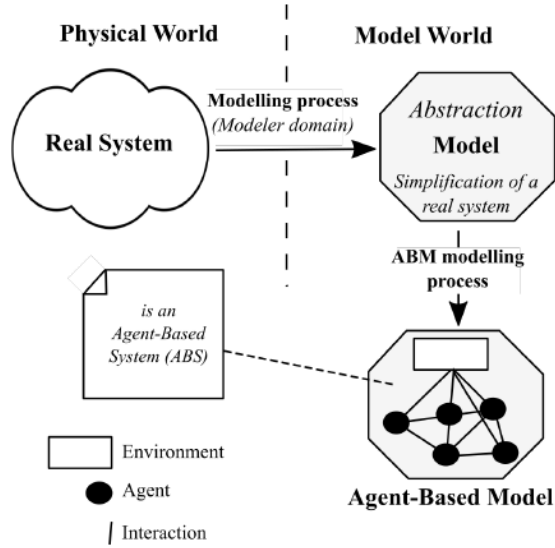 Physical World
Model World
Real System
Modelling process
(Modeler domain)
Abstraction
Model
Simplification of a
real system
ABM modelling
process
is an
Agent-Based
System (ABS)
Environment
Agent
Interaction
Agent-Based Model